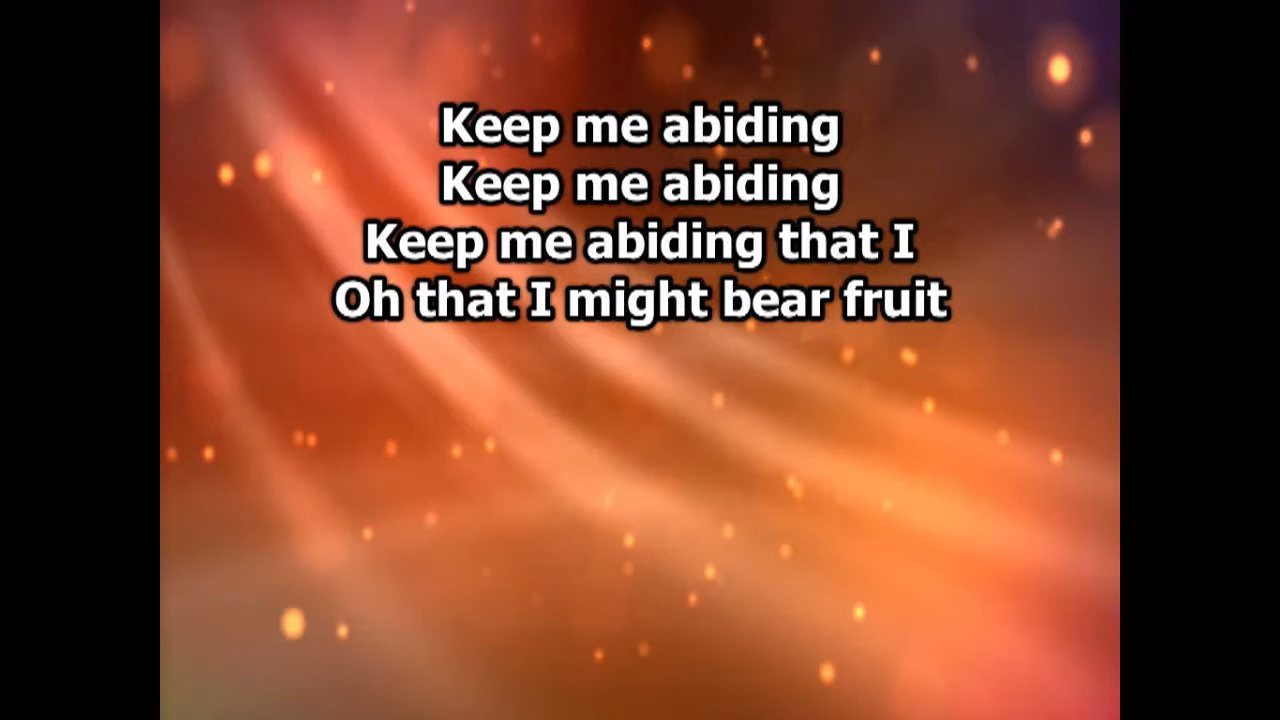 Keep me abiding
Keep me abiding
Keep me abiding that I
Oh that I might bear fruit